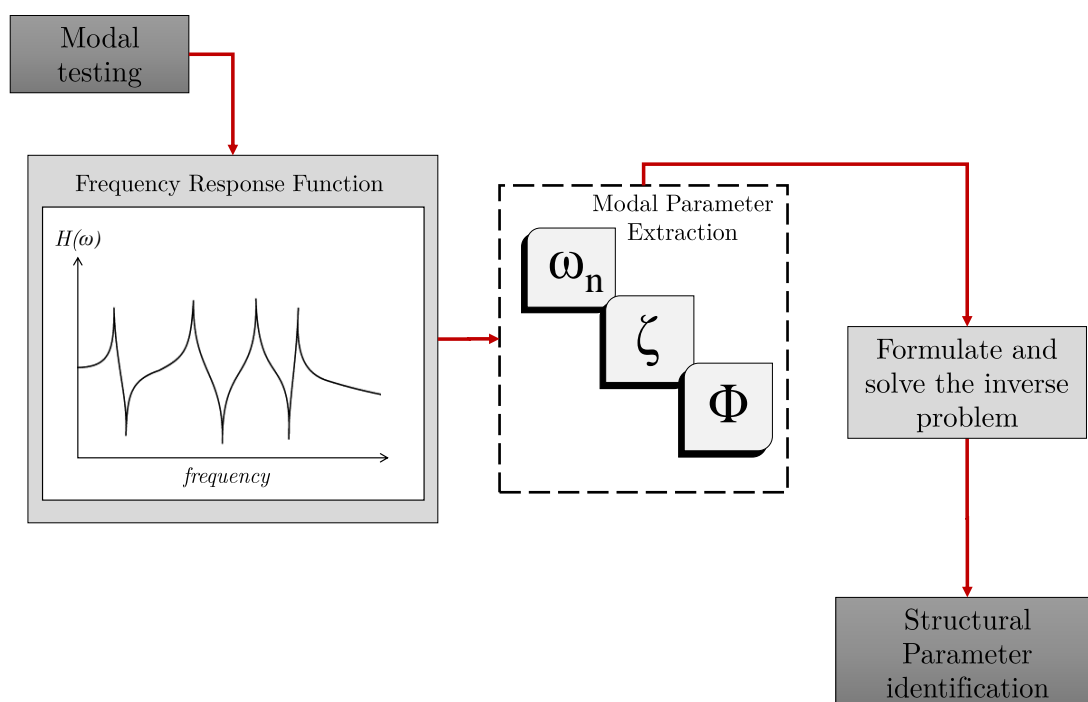 Modal
testing
Frequency Response Function
H(ω)
frequency
Modal Parameter
Extraction
ωn
ζ
Φ
Formulate and
solve the inverse
problem
Structural
Parameter
identification